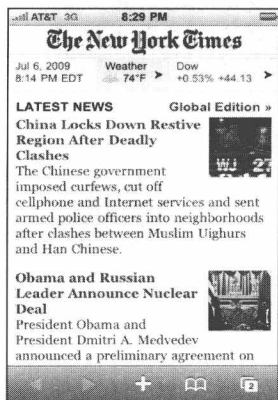 AT&T 3G 8:29 PM
The New York Times
Jul 6, 2009 Weather Dow
8:14 PM EDT 74°F > +0.53% +44.13 >
LATEST NEWS Global Edition »
China Locks Down Restive
Region After Deadly
Clashes
The Chinese government
imposed curfews, cut off
cellphone and Internet services and sent
armed police officers into neighborhoods
after clashes between Muslim Uighurs
and Han Chinese.
Obama and Russian
Leader Announce Nuclear
Deal
President Obama and
President Dmitri A. Medvedev
announced a preliminary agreement on
2